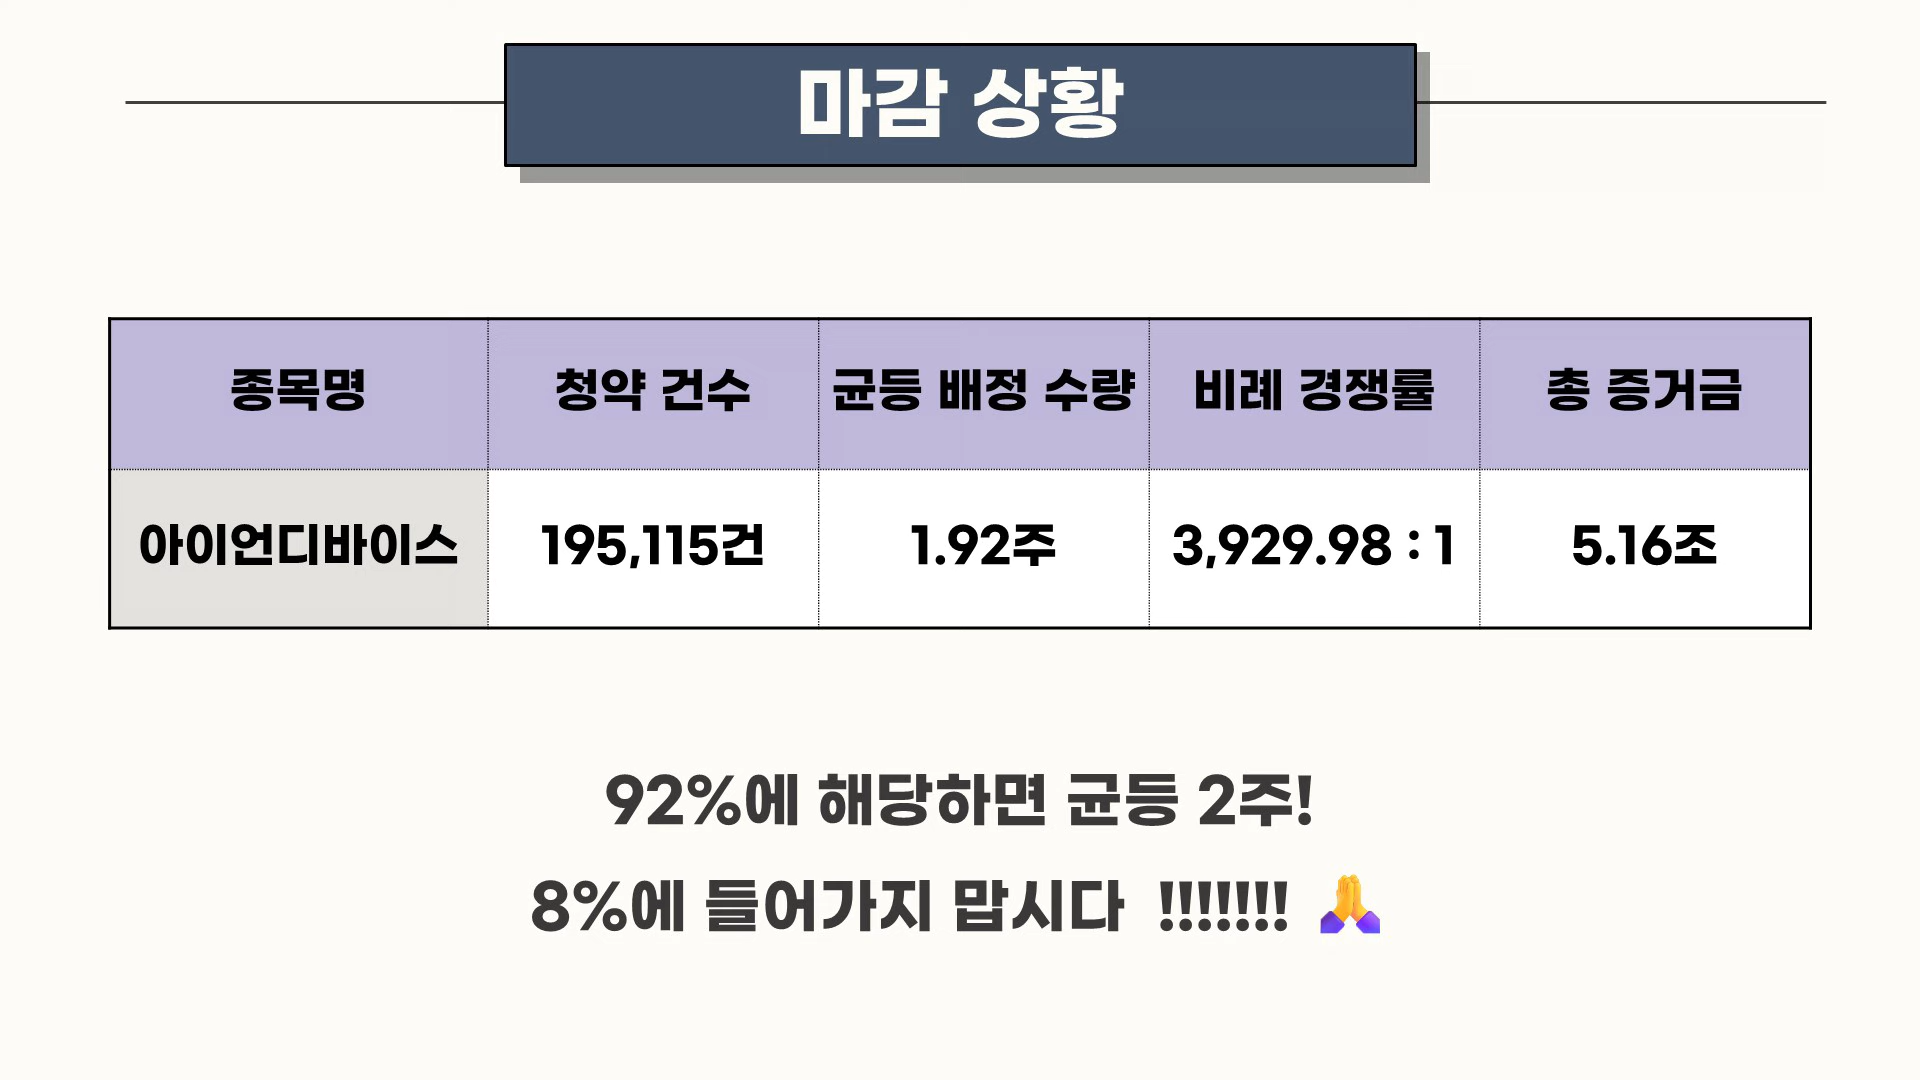 마감 상황
종목명 청약 건수 균등 배정 수량 비례 경쟁률 총 증거금
아이언디바이스 195,115건 1.92주 3,929.98 : 1 5.16조
92%에 해당하면 균등 2주!
8%에 들어가지 맙시다 !!!!!!! 🙏